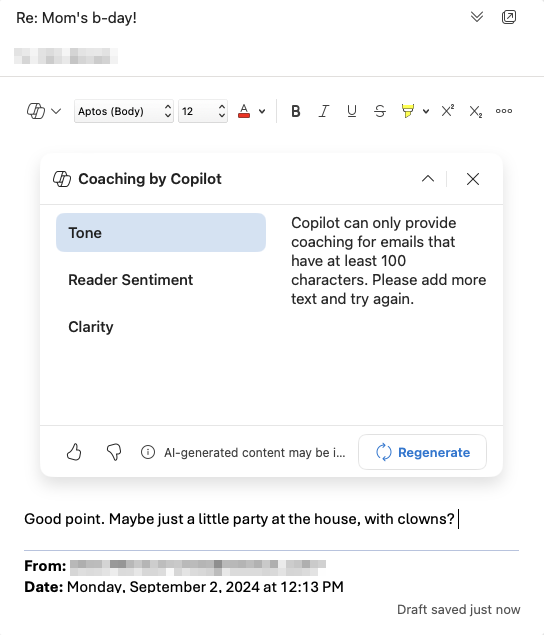 Re: Mom's b-day!
Aptos (Body) 12 A B I U S X² X₂
Coaching by Copilot
Tone
Reader Sentiment
Clarity
Copilot can only provide
coaching for emails that
have at least 100
characters. Please add more
text and try again.
AI-generated content may be i... Regenerate
Good point. Maybe just a little party at the house, with clowns?
From:
Date: Monday, September 2, 2024 at 12:13 PM
Draft saved just now